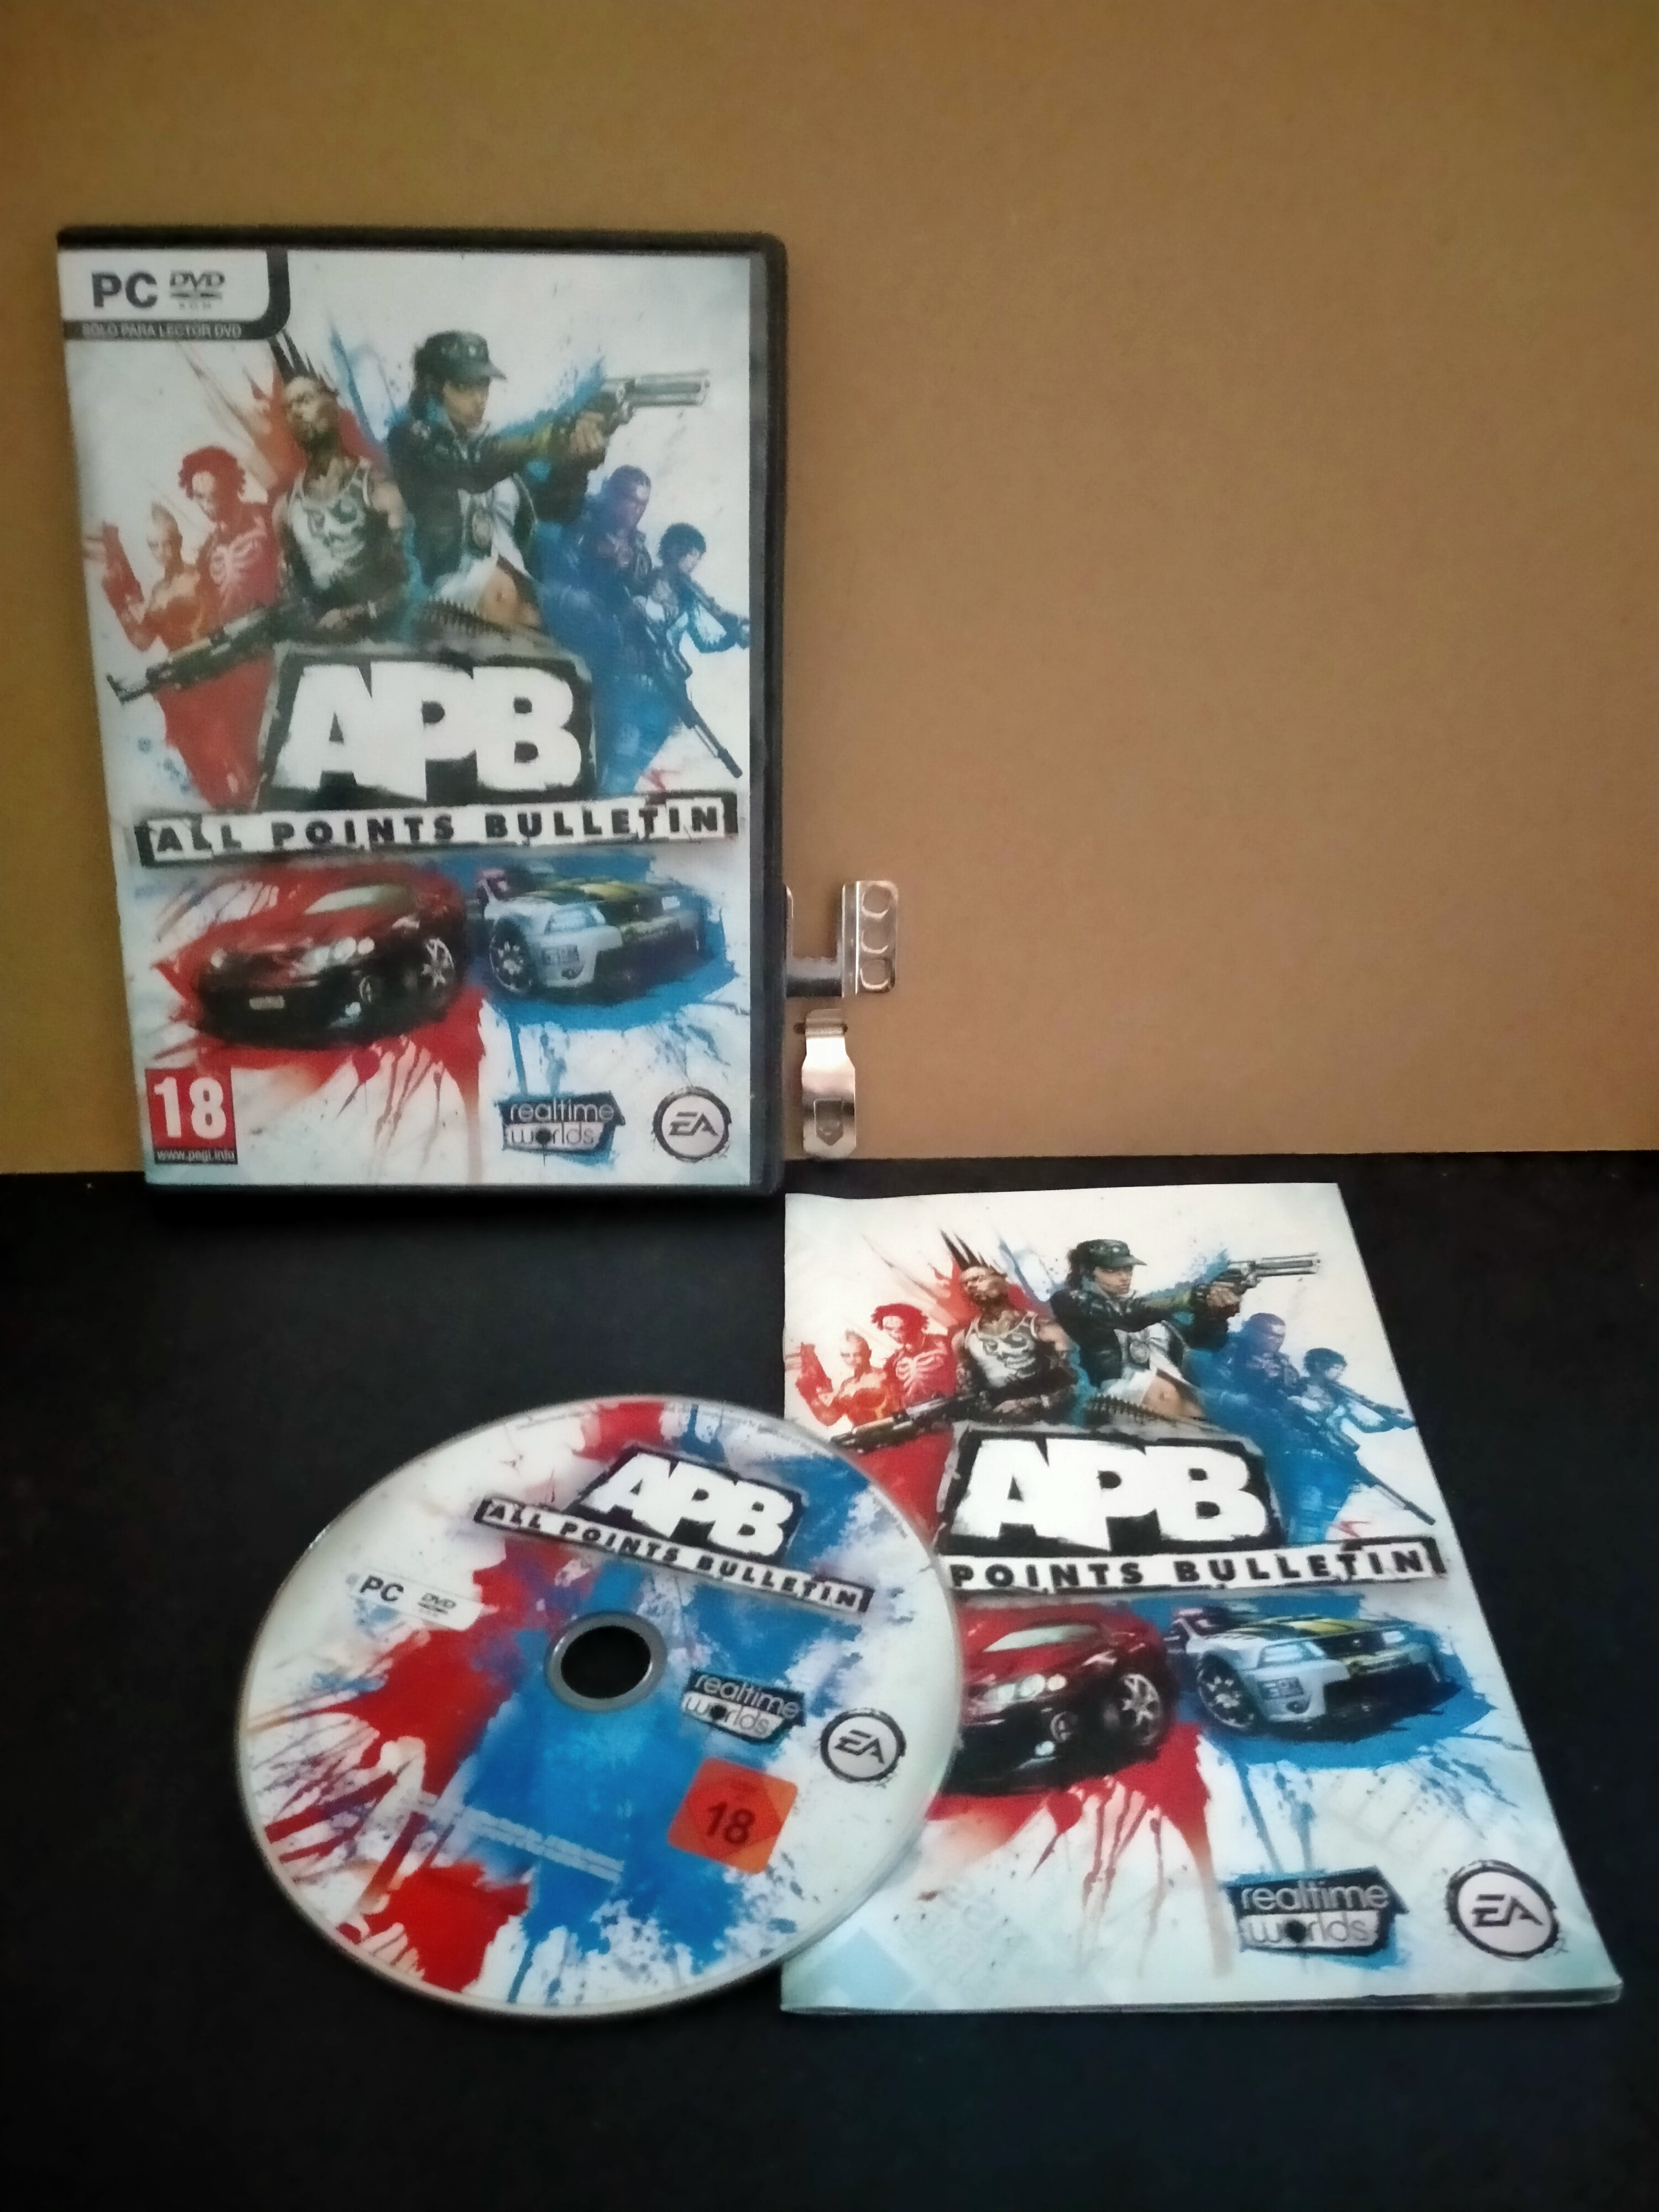 PC DVD
ROM
SÓLO PARA LECTOR DVD
APB
ALL POINTS BULLETIN
18
www.pegi.info
realtime
worlds
EA
APB
POINTS BULLETIN
realtime
worlds
EA
APB
ALL POINTS BULLETIN
PC DVD
realtime
worlds
EA
18